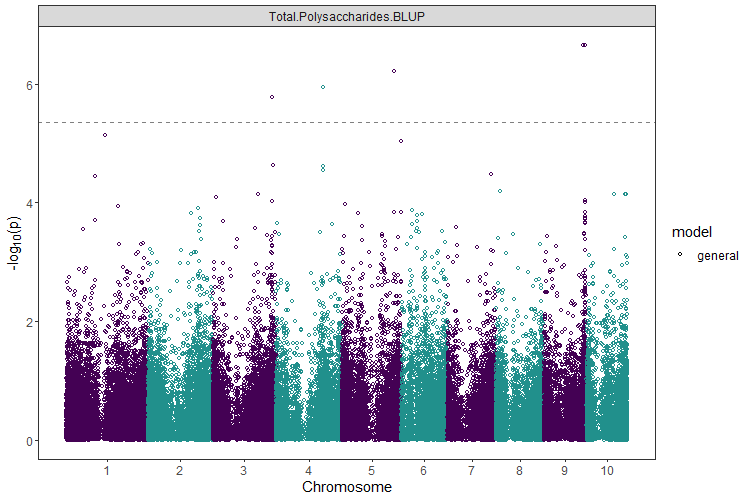 Total.Polysaccharides.BLUP
6
4
2
0
-log10(p)
1 2 3 4 5 6 7 8 9 10
Chromosome
model
general